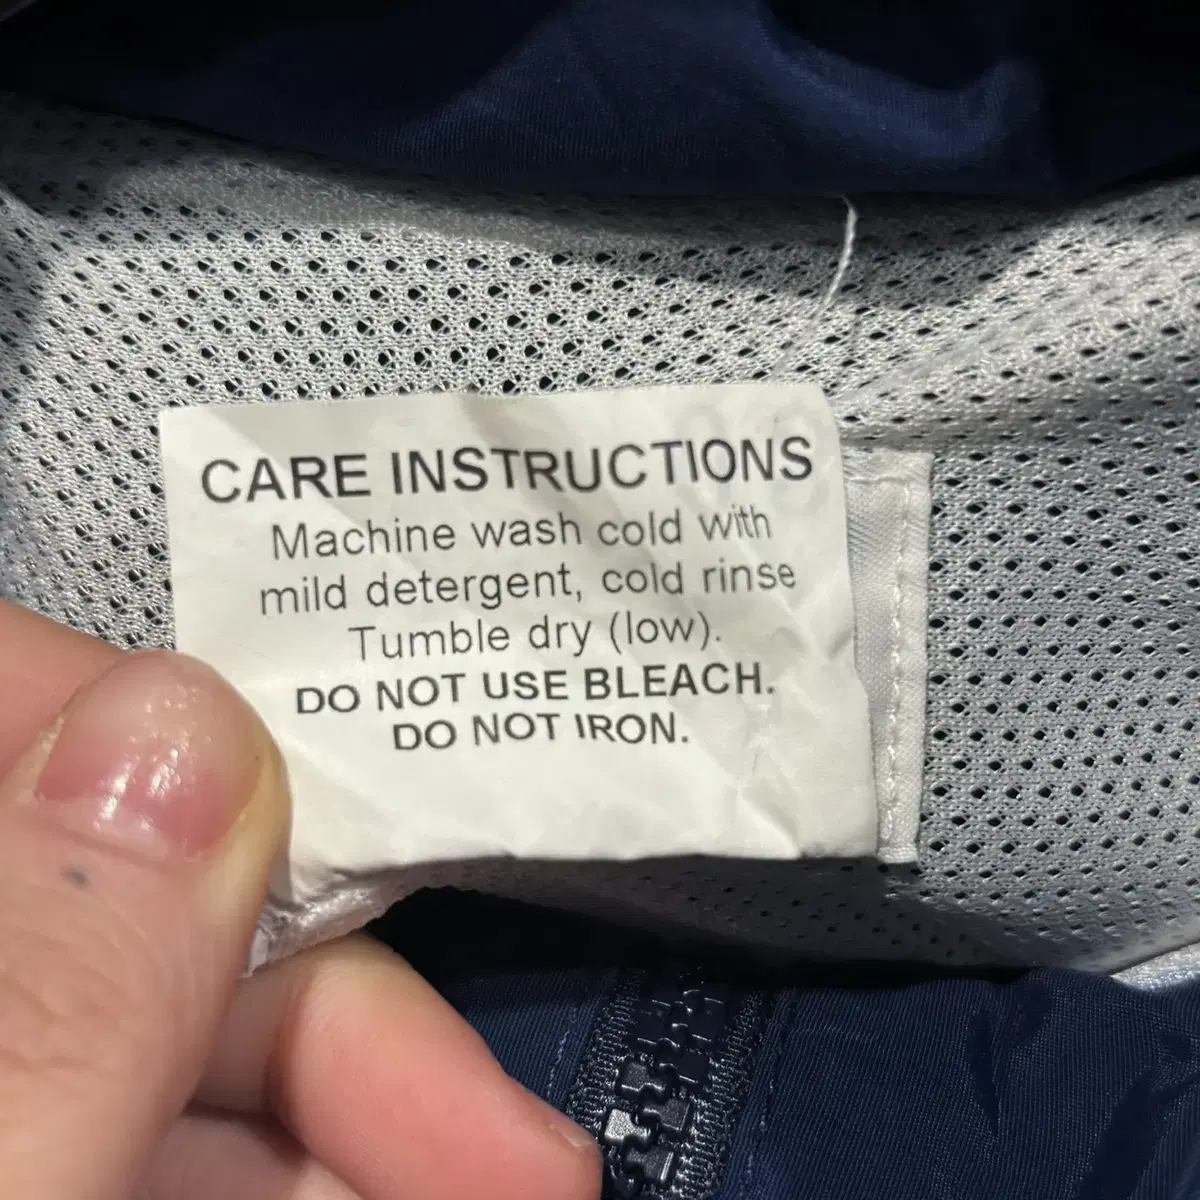 CARE INSTRUCTIONS
Machine wash cold with
mild detergent, cold rinse
Tumble dry (low).
DO NOT USE BLEACH.
DO NOT IRON.